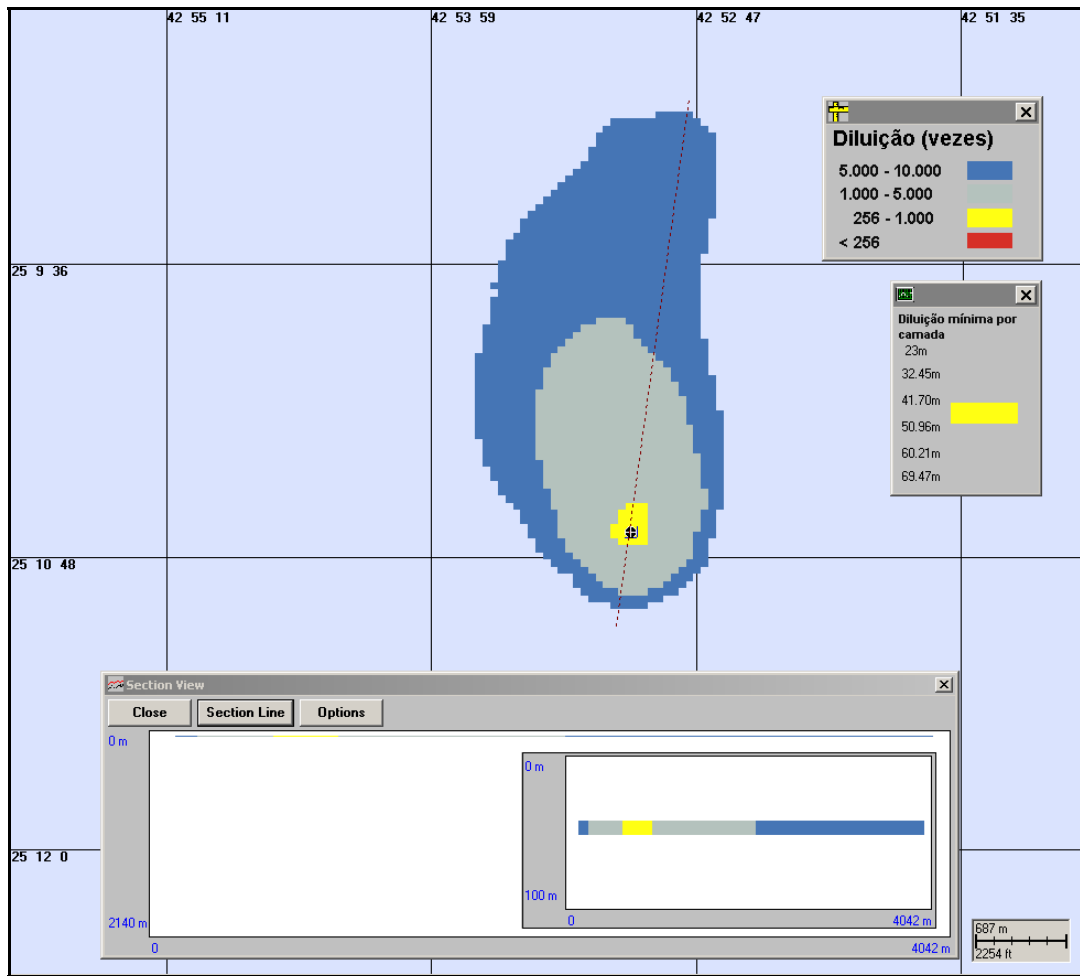 42 55 11
42 53 59
42 52 47
42 51 35
Diluição (vezes)
5.000 - 10.000
1.000 - 5.000
256 - 1.000
< 256
25 9 36
Diluição mínima por
camada
23m
32.45m
41.70m
50.96m
60.21m
69.47m
25 10 48
Section View
Close
Section Line
Options
0 m
2140 m
0
4042 m
0 m
100 m
0
4042 m
25 12 0
687 m
2254 ft